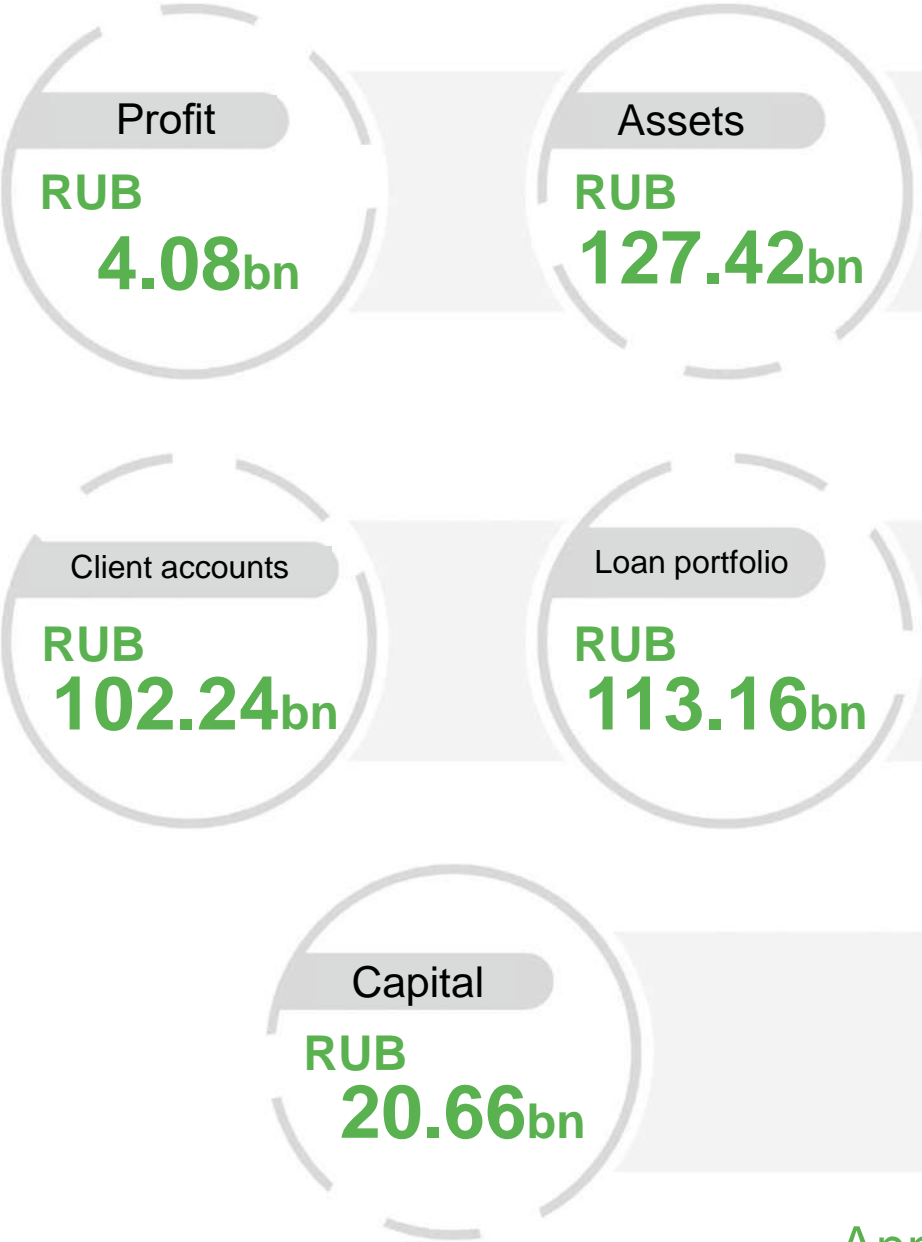 Profit
RUB
4.08bn
Assets
RUB
127.42bn
Client accounts
RUB
102.24bn
Loan portfolio
RUB
113.16bn
Capital
RUB
20.66bn